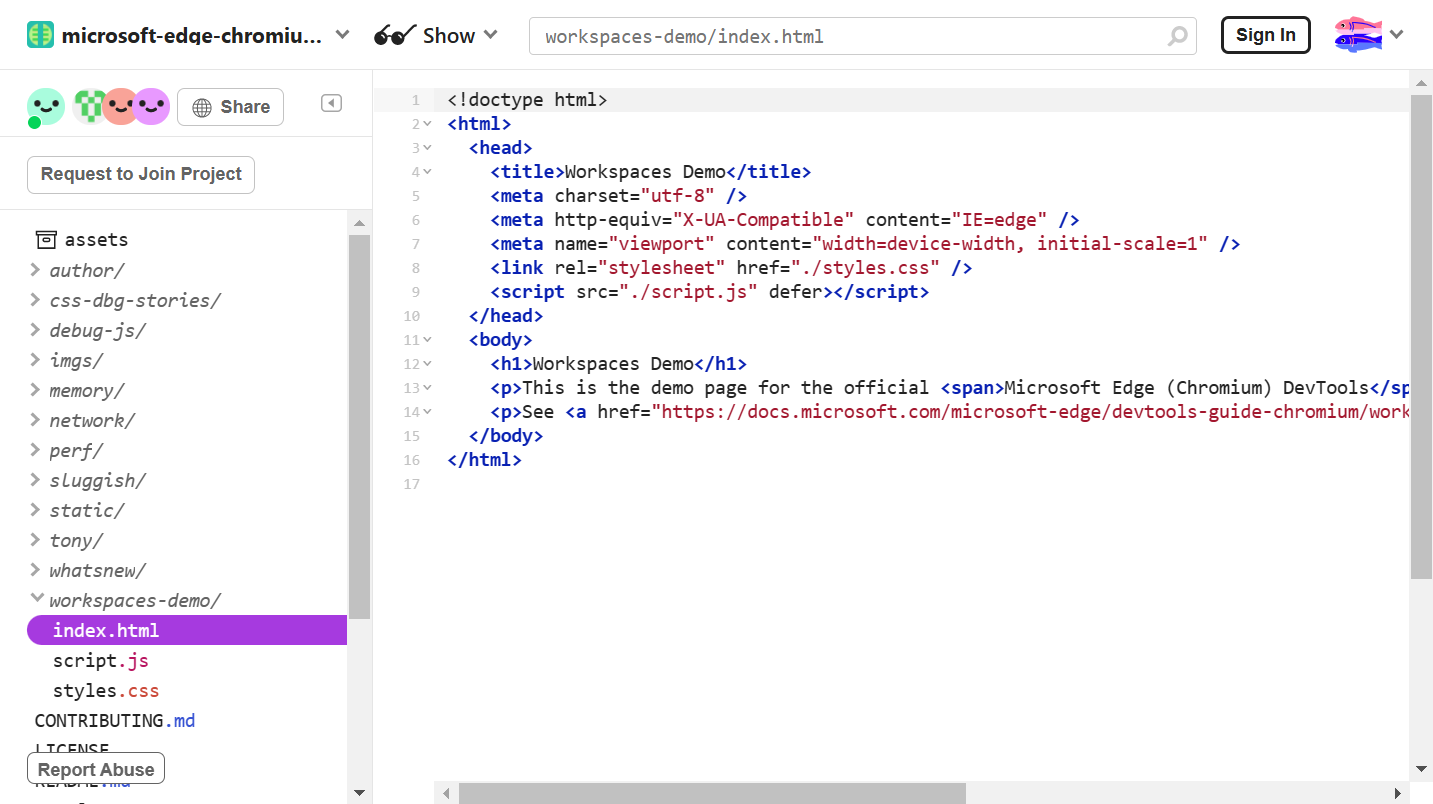 microsoft-edge-chromiu...
Show
workspaces-demo/index.html
Sign In
Share
Request to Join Project
assets
author/
css-dbg-stories/
debug-js/
imgs/
memory/
network/
perf/
sluggish/
static/
tony/
whatsnew/
workspaces-demo/
index.html
script.js
styles.css
CONTRIBUTING.md
LICENSE
README.md
Report Abuse
1 <!doctype html>
2 <html>
3 <head>
4 <title>Workspaces Demo</title>
5 <meta charset="utf-8" />
6 <meta http-equiv="X-UA-Compatible" content="IE=edge" />
7 <meta name="viewport" content="width=device-width, initial-scale=1" />
8 <link rel="stylesheet" href="./styles.css" />
9 <script src="./script.js" defer></script>
10 </head>
11 <body>
12 <h1>Workspaces Demo</h1>
13 <p>This is the demo page for the official <span>Microsoft Edge (Chromium) DevTools</sp
14 <p>See <a href="https://docs.microsoft.com/microsoft-edge/devtools-guide-chromium/work
15 </body>
16 </html>
17